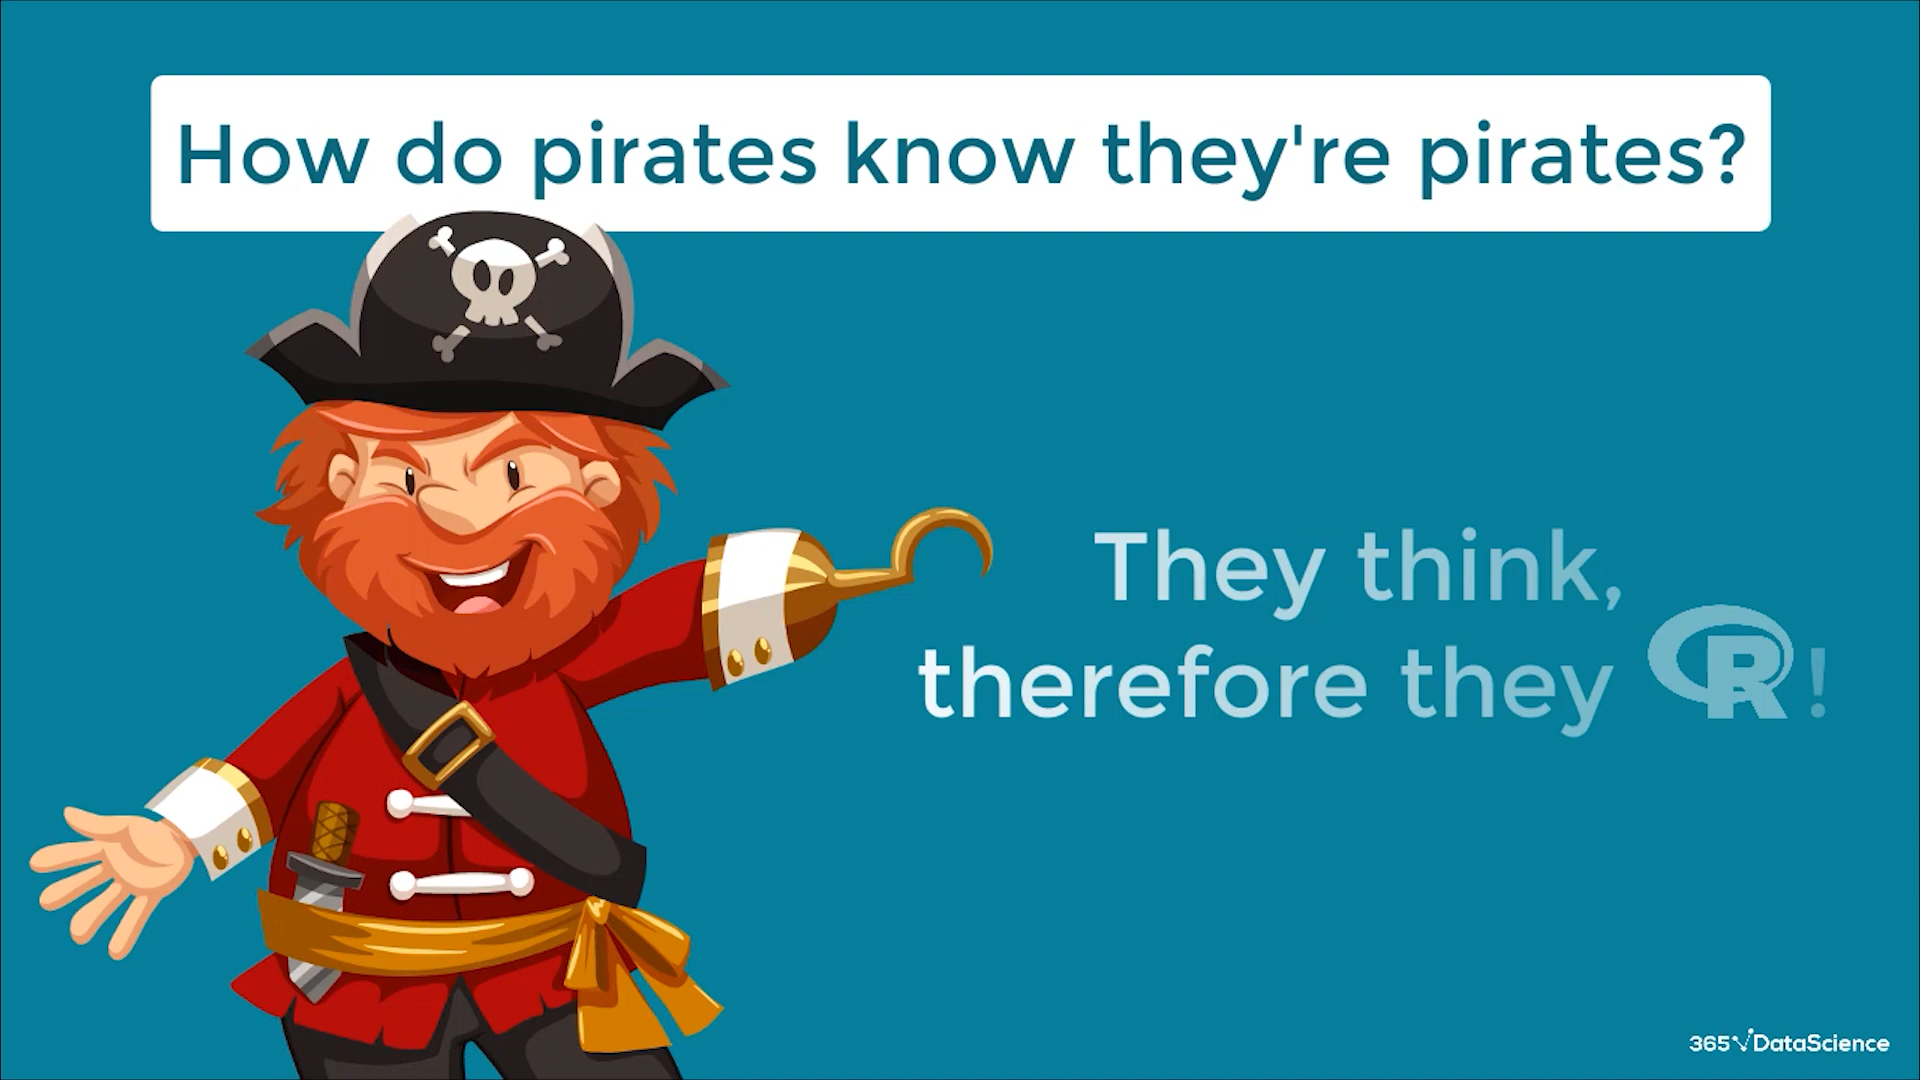 How do pirates know they're pirates?
They think,
therefore they R!
365 DataScience